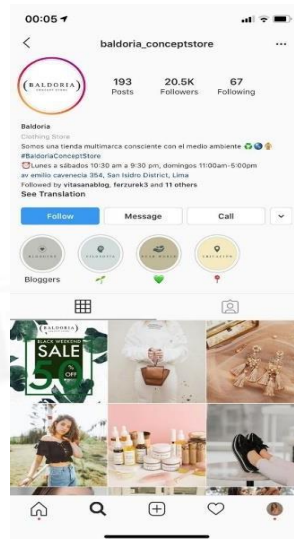 00:05
baldoria_conceptstore
(BALDORIA)
193 20.5K 67
Posts Followers Following
Baldoria
Clothing Store
Somos una tienda multimarca consciente con el medio ambiente
#BaldoriaConceptStore
Lunes a sábados 10:30 am a 9:30 pm, domingos 11:00am-5:00pm
av emilio cavenecia 354, San Isidro District, Lima
Followed by vitasanablog, ferzurek3 and 11 others
See Translation
Follow Message Call
Bloggers
(BALDORIA)
BLACK WEEKEND
SALE
50%
OFF